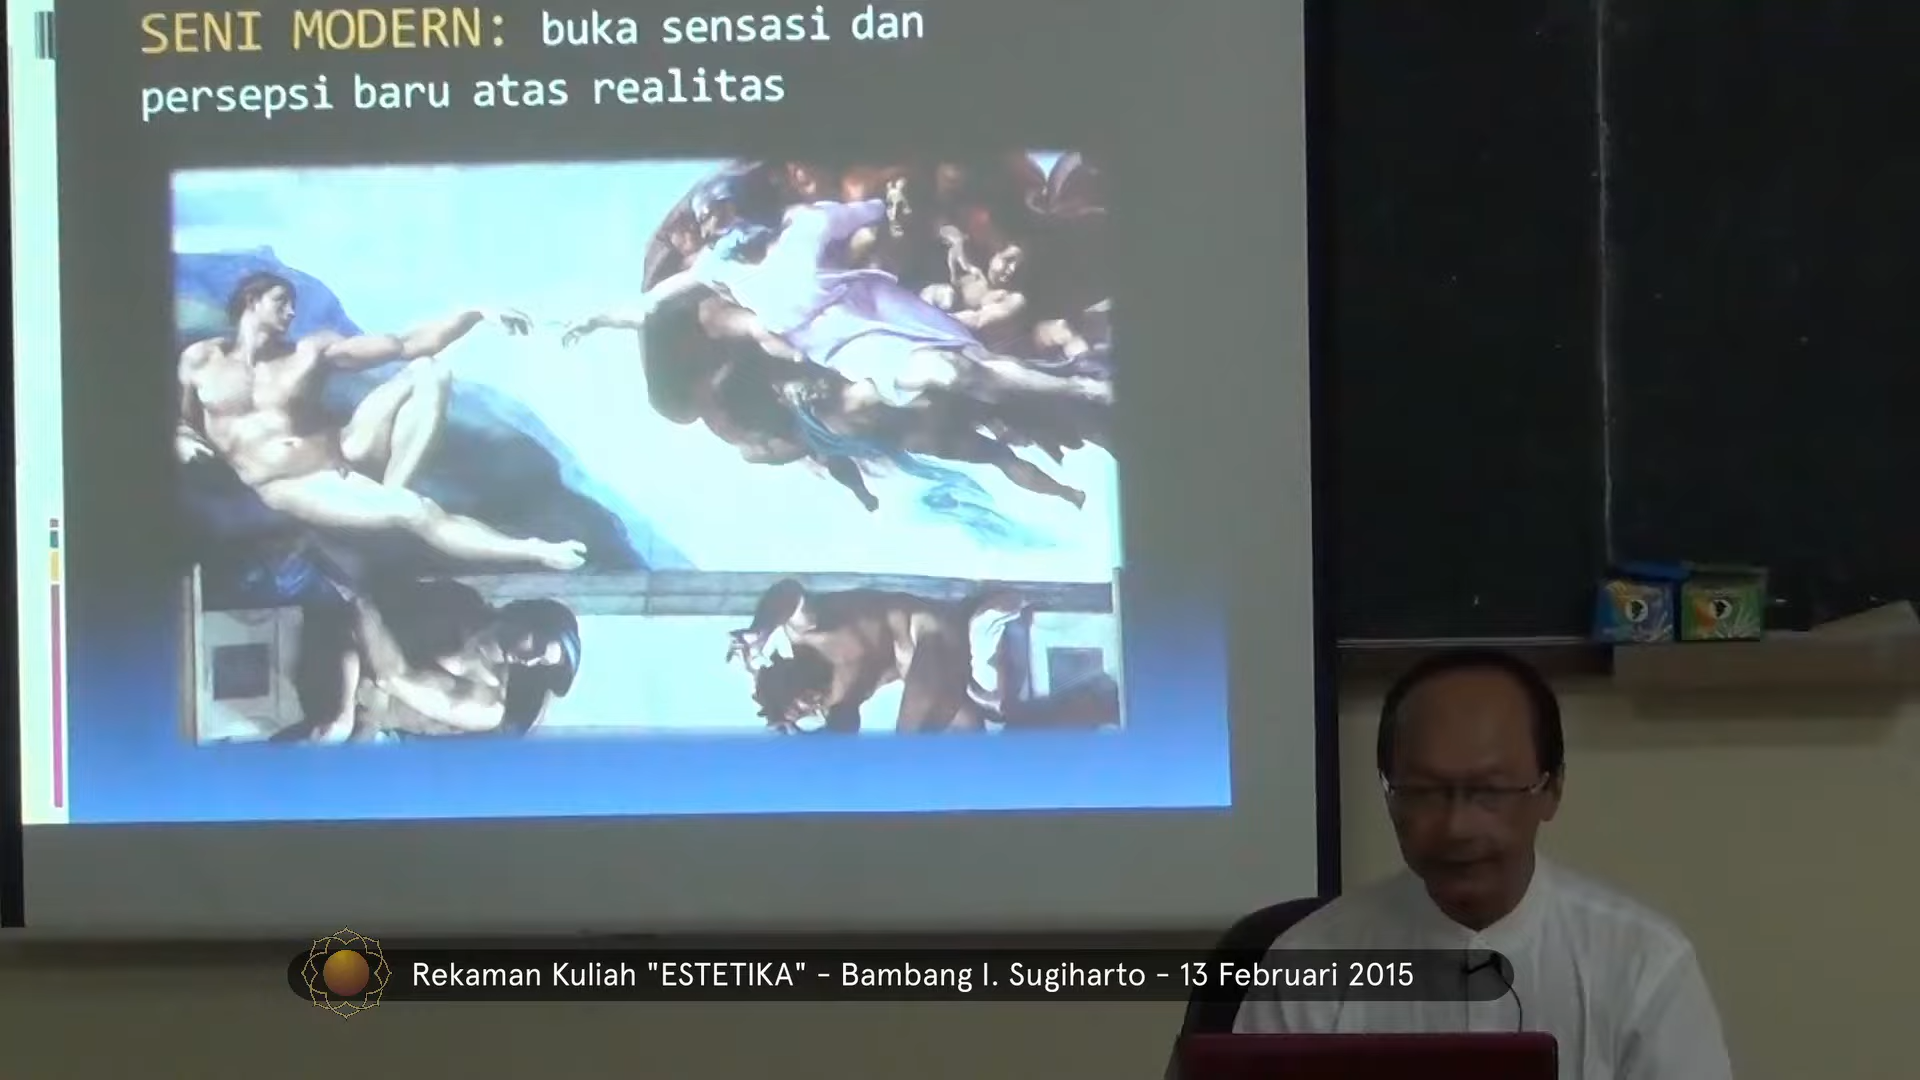 SENI MODERN: buka sensasi dan
persepsi baru atas realitas
Rekaman Kuliah "ESTETIKA" - Bambang I. Sugiharto - 13 Februari 2015